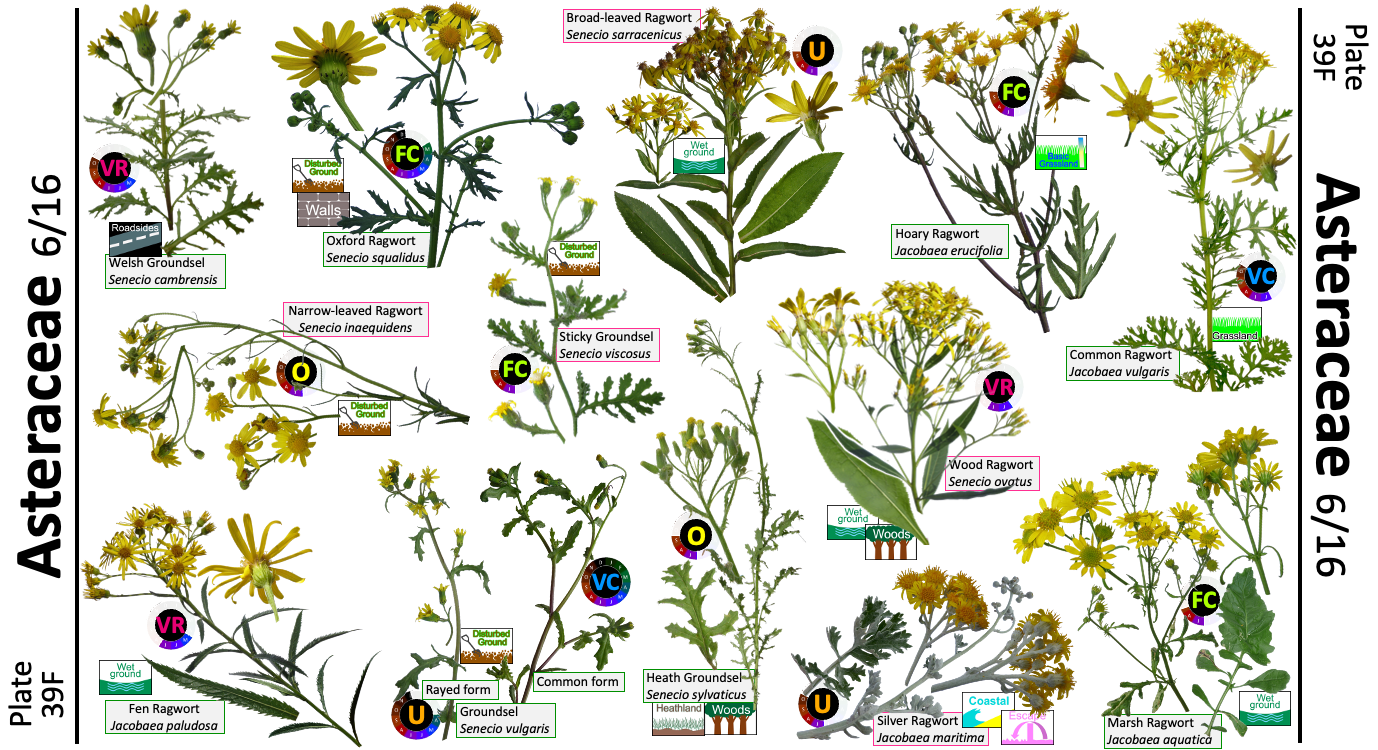 Asteraceae 6/16
Plate
39F
Welsh Groundsel
Senecio cambrensis
VR
Roadsides
Oxford Ragwort
Senecio squalidus
FC
Disturbed
Ground
Walls
Broad-leaved Ragwort
Senecio sarracenicus
U
Wet
ground
Hoary Ragwort
Jacobaea erucifolia
FC
Basic
Grassland
Common Ragwort
Jacobaea vulgaris
VC
Grassland
Narrow-leaved Ragwort
Senecio inaequidens
O
Disturbed
Ground
Sticky Groundsel
Senecio viscosus
FC
Disturbed
Ground
Wood Ragwort
Senecio ovatus
VR
Wet
ground
Woods
Fen Ragwort
Jacobaea paludosa
VR
Wet
ground
Rayed form
U
Disturbed
Ground
Common form
VC
Groundsel
Senecio vulgaris
Heath Groundsel
Senecio sylvaticus
O
Heathland
Woods
Silver Ragwort
Jacobaea maritima
U
Coastal
Escape
Marsh Ragwort
Jacobaea aquatica
FC
Wet
ground
Plate
39F
Asteraceae 6/16